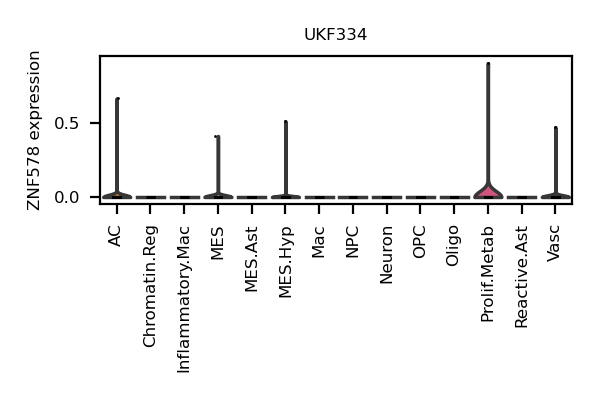 UKF334
ZNF578 expression
0.5
0.0
AC
Chromatin.Reg
Inflammatory.Mac
MES
MES.Ast
MES.Hyp
Mac
NPC
Neuron
OPC
Oligo
Prolif.Metab
Reactive.Ast
Vasc